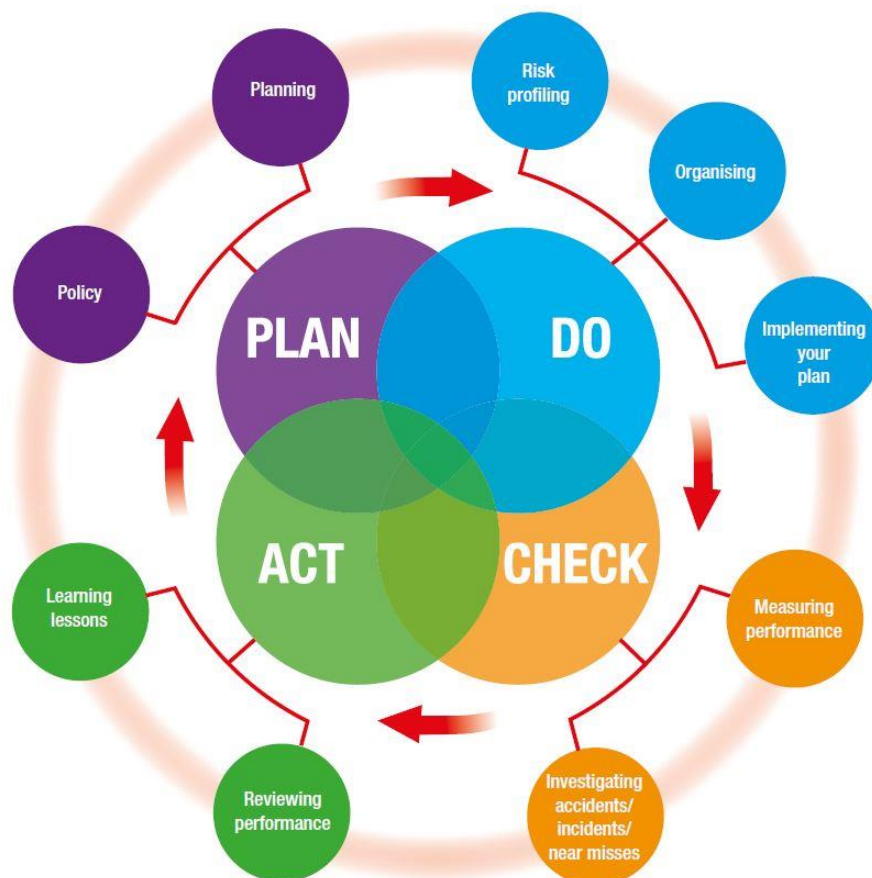 Planning
Risk
profiling
Organising
Policy
PLAN
DO
Implementing
your
plan
ACT
CHECK
Learning
lessons
Measuring
performance
Reviewing
performance
Investigating
accidents/
incidents/
near misses